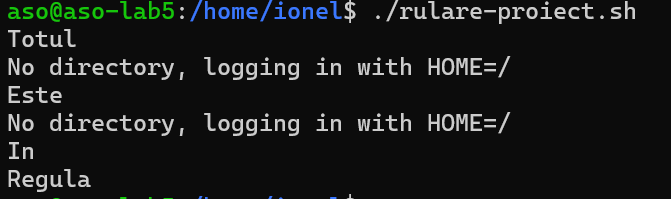 aso@aso-lab5:/home/ionel$ ./rulare-proiect.sh
Totul
No directory, logging in with HOME=/
Este
No directory, logging in with HOME=/
In
Regula